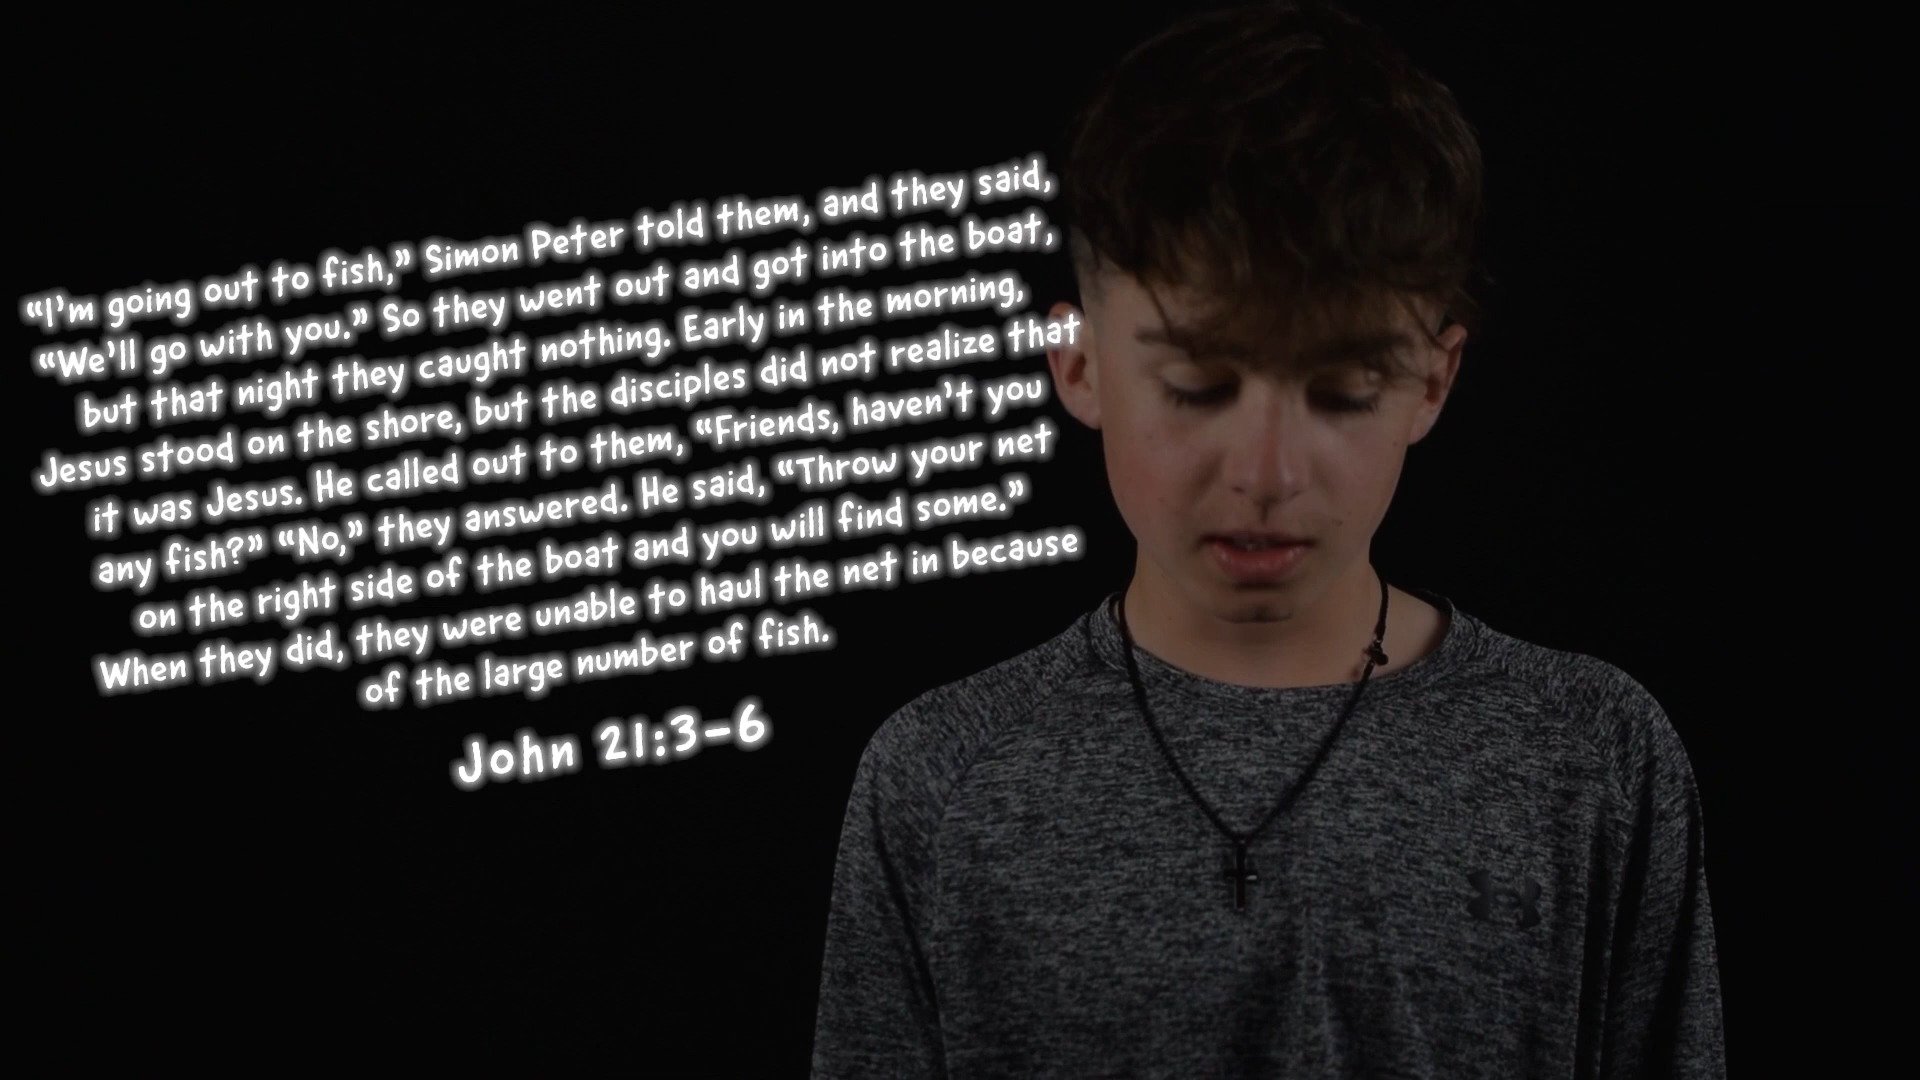 “I’m going out to fish,” Simon Peter told them, and they said,
“We’ll go with you.” So they went out and got into the boat,
but that night they caught nothing. Early in the morning,
Jesus stood on the shore, but the disciples did not realize that
it was Jesus. He called out to them, “Friends, haven’t you
any fish?” “No,” they answered. He said, “Throw your net
on the right side of the boat and you will find some.”
When they did, they were unable to haul the net in because
of the large number of fish.
John 21:3–6